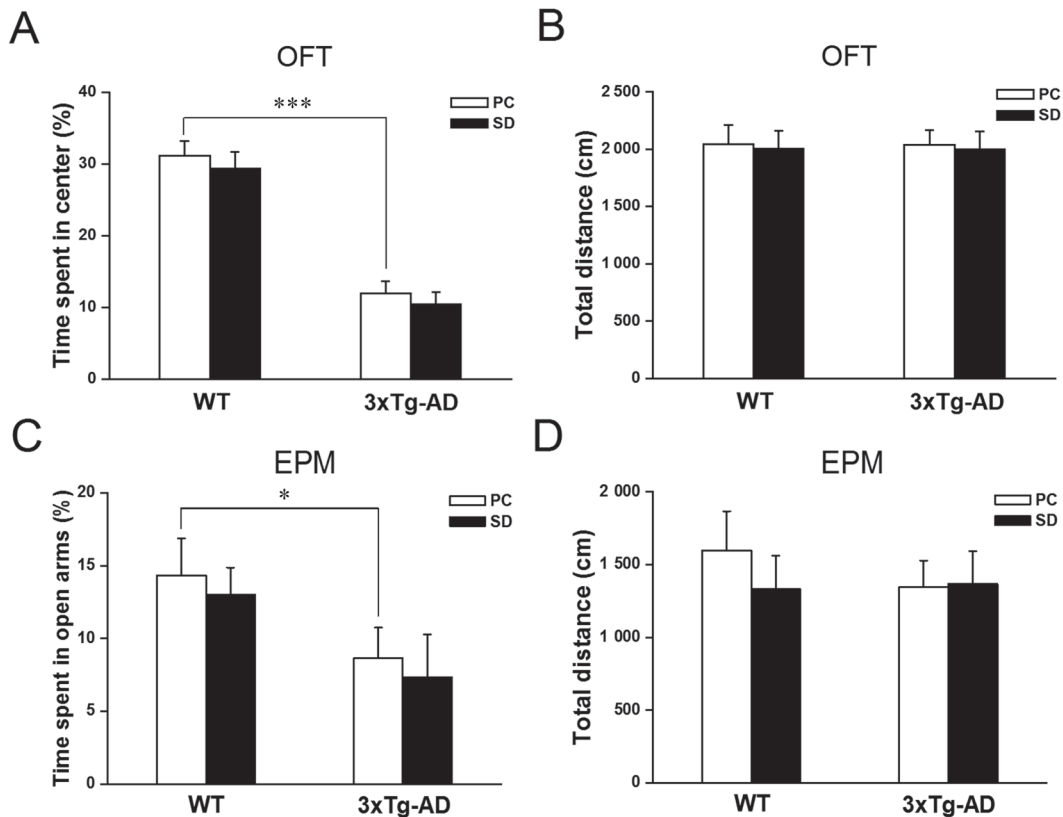 A
OFT
***
PC
SD
Time spent in center (%)
40
30
20
10
0
WT 3xTg-AD
B
OFT
PC
SD
Total distance (cm)
2 500
2 000
1 500
1 000
500
0
WT 3xTg-AD
C
EPM
*
PC
SD
Time spent in open arms (%)
20
15
10
5
0
WT 3xTg-AD
D
EPM
PC
SD
Total distance (cm)
2 000
1 500
1 000
500
0
WT 3xTg-AD